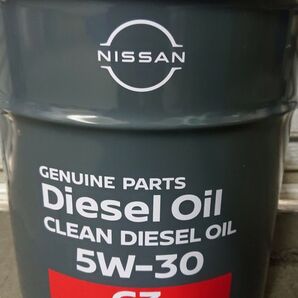 NISSAN
GENUINE PARTS
Diesel Oil
CLEAN DIESEL OIL
5W-30